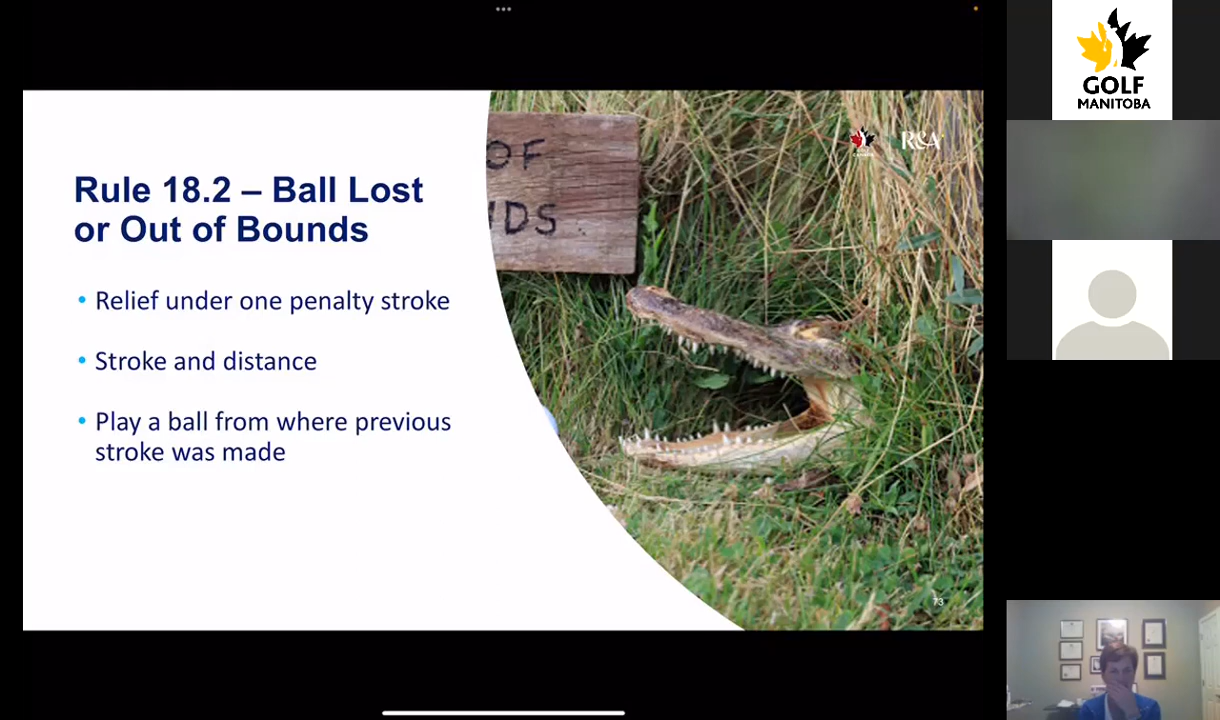 GOLF
MANITOBA
R&A
OF
NDS.
Rule 18.2 – Ball Lost
or Out of Bounds
• Relief under one penalty stroke
• Stroke and distance
• Play a ball from where previous
stroke was made
73